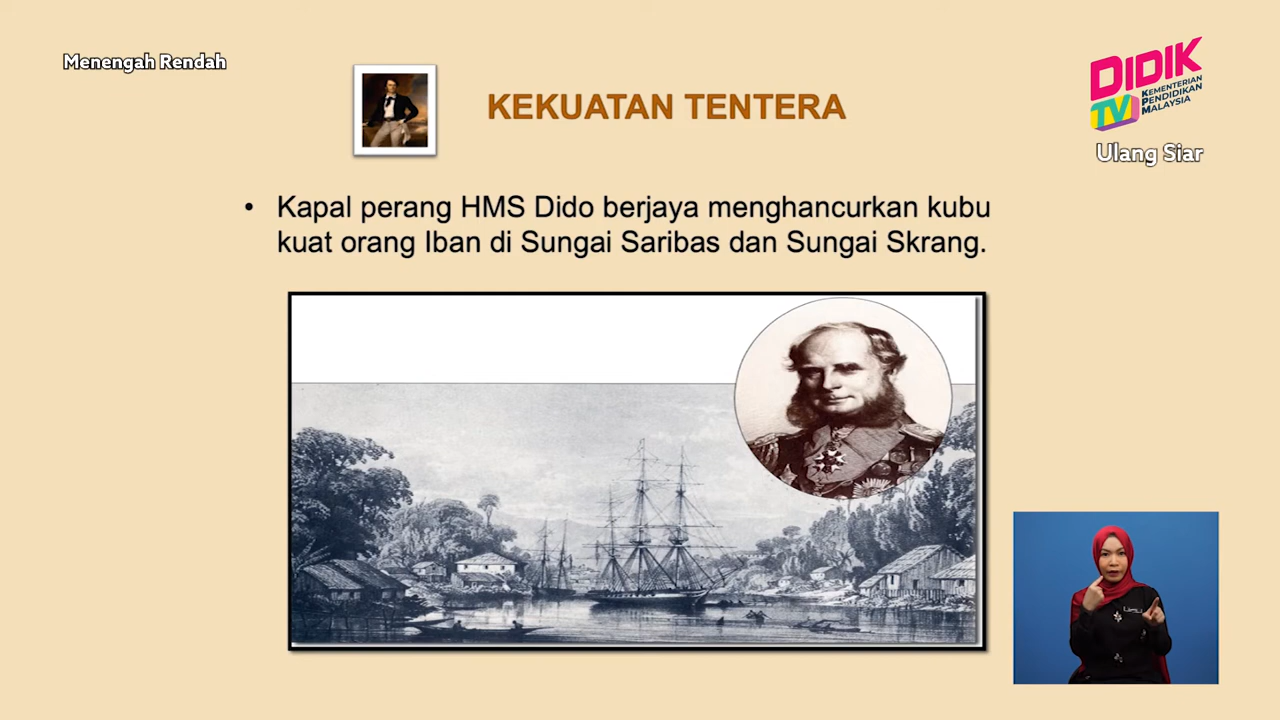 Menengah Rendah
KEKUATAN TENTERA
DIDIK
TV
KEMENTERIAN
PENDIDIKAN
MALAYSIA
Ulang Siar
• Kapal perang HMS Dido berjaya menghancurkan kubu
kuat orang Iban di Sungai Saribas dan Sungai Skrang.